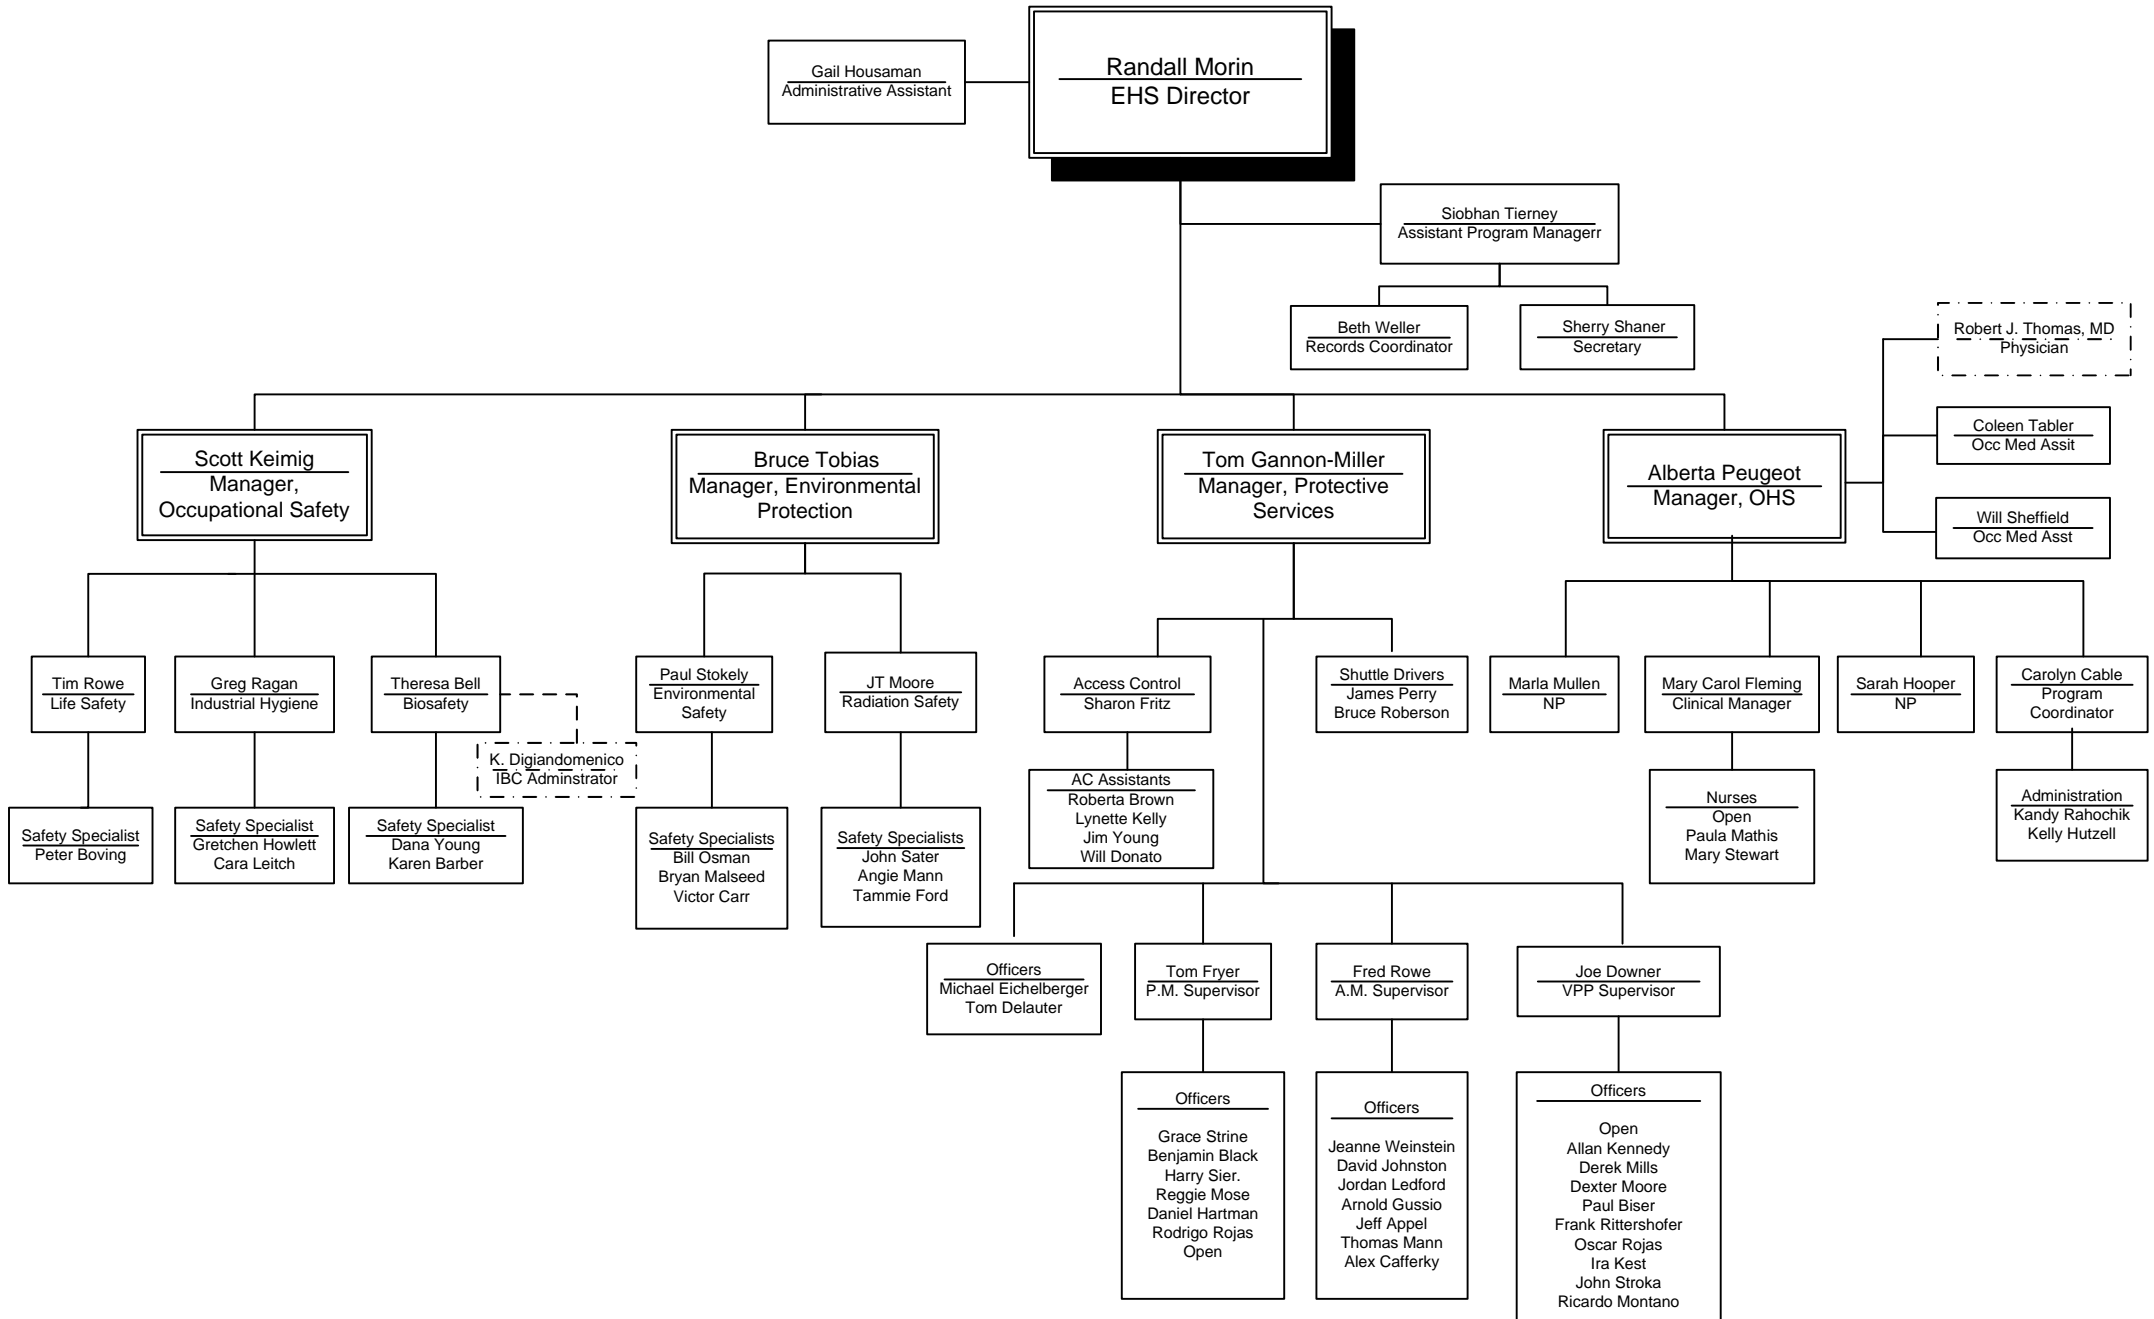 Gail Housaman
Administrative Assistant
Randall Morin
EHS Director
Siobhan Tierney
Assistant Program Managerr
Beth Weller
Records Coordinator
Sherry Shaner
Secretary
Robert J. Thomas, MD
Physician
Coleen Tabler
Occ Med Assit
Will Sheffield
Occ Med Asst
Scott Keimig
Manager,
Occupational Safety
Bruce Tobias
Manager, Environmental
Protection
Tom Gannon-Miller
Manager, Protective
Services
Alberta Peugeot
Manager, OHS
Tim Rowe
Life Safety
Greg Ragan
Industrial Hygiene
Theresa Bell
Biosafety
K. Digiandomenico
IBC Adminstrator
Paul Stokely
Environmental
Safety
JT Moore
Radiation Safety
Access Control
Sharon Fritz
Shuttle Drivers
James Perry
Bruce Roberson
Marla Mullen
NP
Mary Carol Fleming
Clinical Manager
Sarah Hooper
NP
Carolyn Cable
Program
Coordinator
Safety Specialist
Peter Boving
Safety Specialist
Gretchen Howlett
Cara Leitch
Safety Specialist
Dana Young
Karen Barber
Safety Specialists
Bill Osman
Bryan Malseed
Victor Carr
Safety Specialists
John Sater
Angie Mann
Tammie Ford
AC Assistants
Roberta Brown
Lynette Kelly
Jim Young
Will Donato
Nurses
Open
Paula Mathis
Mary Stewart
Administration
Kandy Rahochik
Kelly Hutzell
Officers
Michael Eichelberger
Tom Delauter
Tom Fryer
P.M. Supervisor
Fred Rowe
A.M. Supervisor
Joe Downer
VPP Supervisor
Officers
Grace Strine
Benjamin Black
Harry Sier.
Reggie Mose
Daniel Hartman
Rodrigo Rojas
Open
Officers
Jeanne Weinstein
David Johnston
Jordan Ledford
Arnold Gussio
Jeff Appel
Thomas Mann
Alex Cafferky
Officers
Open
Allan Kennedy
Derek Mills
Dexter Moore
Paul Biser
Frank Rittershofer
Oscar Rojas
Ira Kest
John Stroka
Ricardo Montano